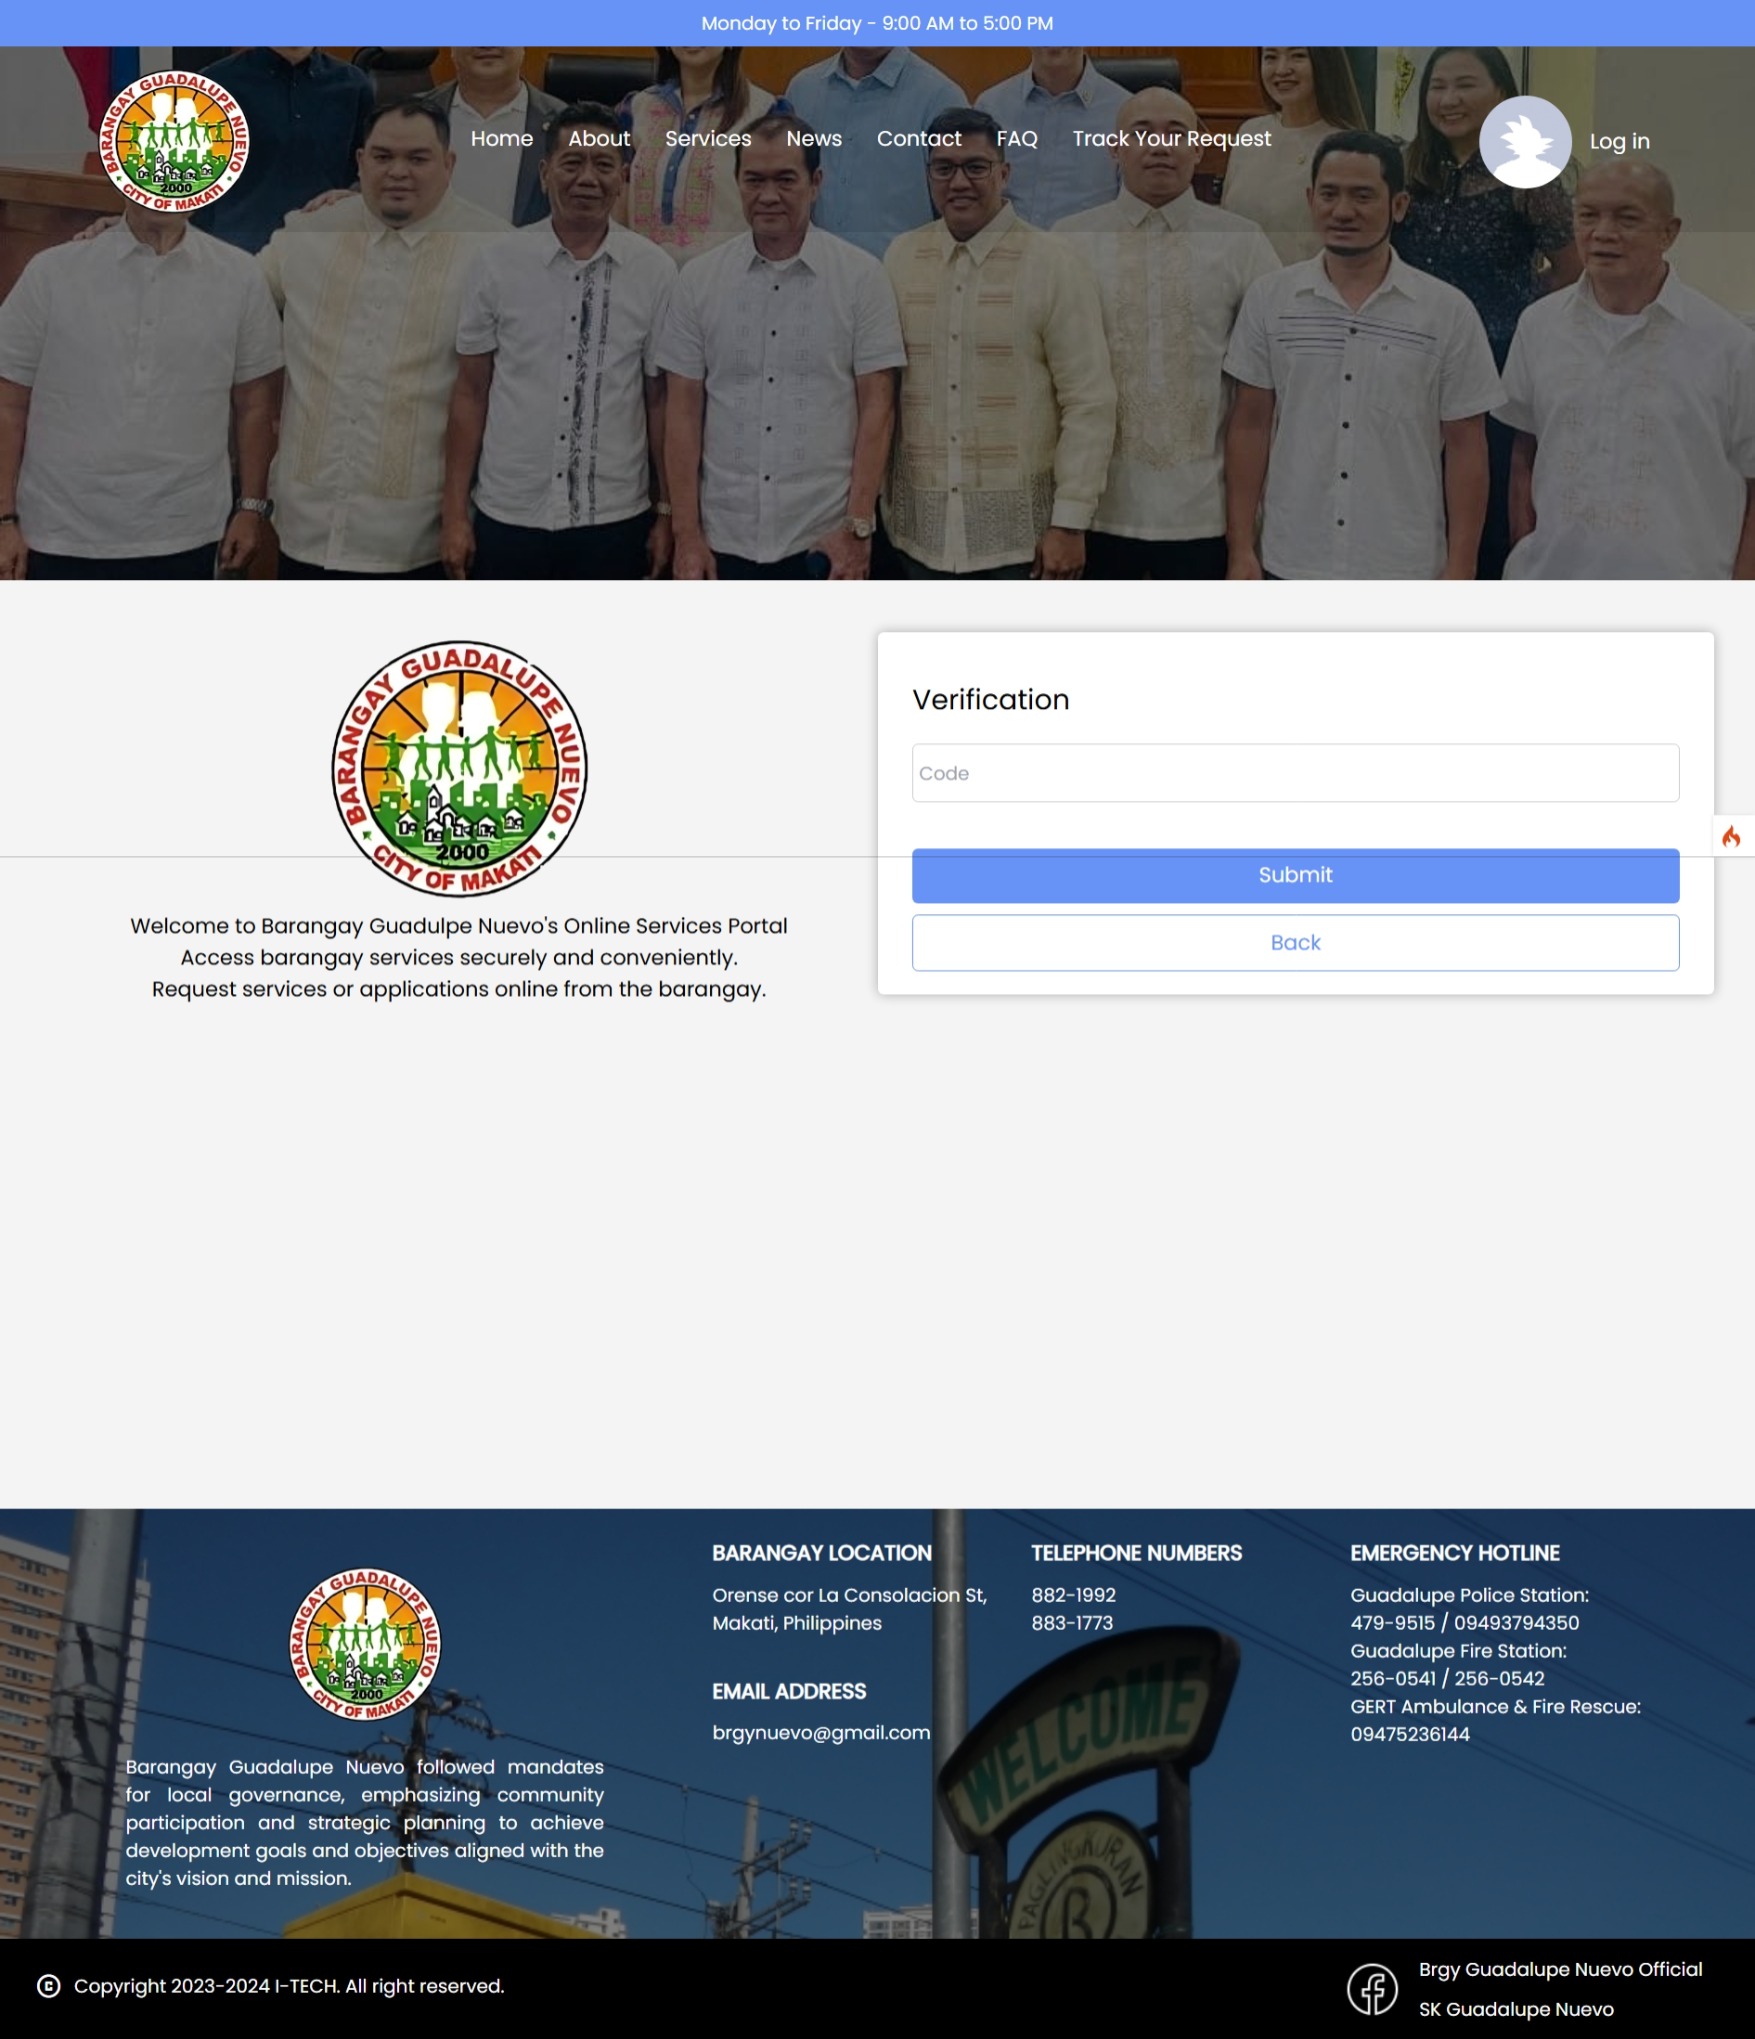 Monday to Friday - 9:00 AM to 5:00 PM
BARANGAY GUADALUPE NUEVO
2000
CITY OF MAKATI
Home About Services News Contact FAQ Track Your Request
Log in
BARANGAY GUADALUPE NUEVO
2000
CITY OF MAKATI
Welcome to Barangay Guadulpe Nuevo's Online Services Portal
Access barangay services securely and conveniently.
Request services or applications online from the barangay.
Verification
Code
Submit
Back
BARANGAY GUADALUPE NUEVO
2000
CITY OF MAKATI
Barangay Guadalupe Nuevo followed mandates
for local governance, emphasizing community
participation and strategic planning to achieve
development goals and objectives aligned with the
city's vision and mission.
BARANGAY LOCATION
Orense cor La Consolacion St,
Makati, Philippines
EMAIL ADDRESS
brgynuevo@gmail.com
TELEPHONE NUMBERS
882-1992
883-1773
EMERGENCY HOTLINE
Guadalupe Police Station:
479-9515 / 09493794350
Guadalupe Fire Station:
256-0541 / 256-0542
GERT Ambulance & Fire Rescue:
09475236144
WELCOME
© Copyright 2023-2024 I-TECH. All right reserved.
Brgy Guadalupe Nuevo Official
SK Guadalupe Nuevo